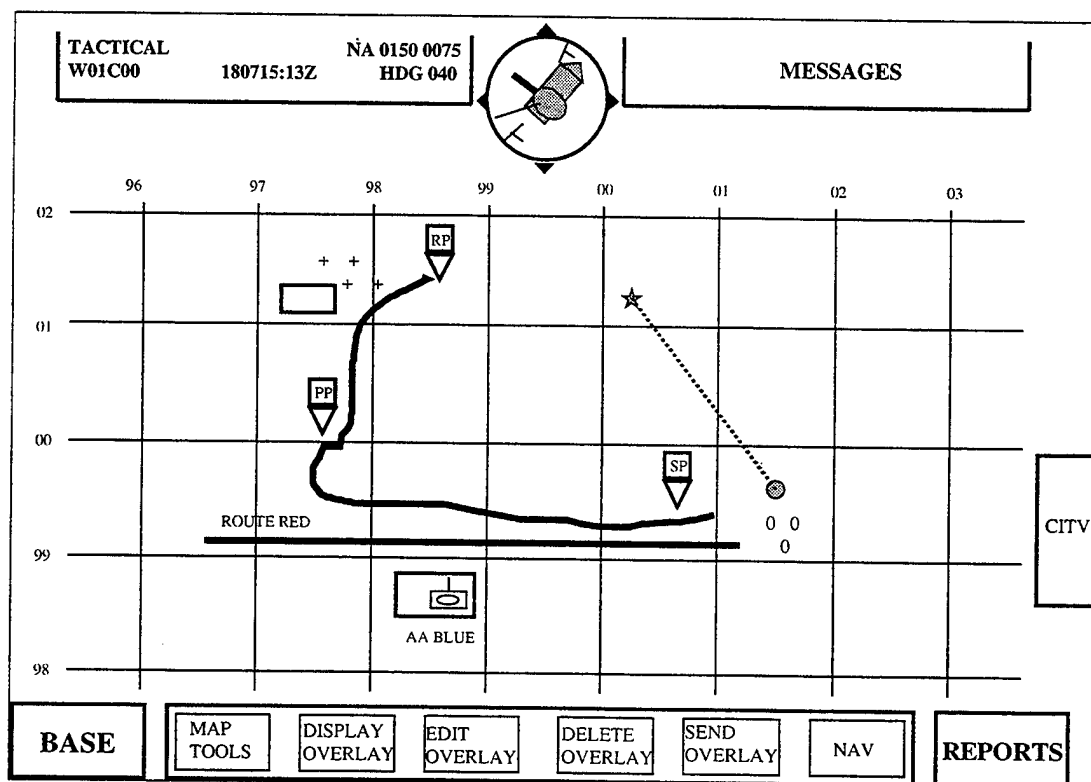 TACTICAL NA 0150 0075
W01C00 180715:13Z HDG 040
MESSAGES
96 97 98 99 00 01 02 03
02
RP
01
PP
00
SP
ROUTE RED
0 0
0
99
CITV
AA BLUE
98
BASE
MAP TOOLS
DISPLAY OVERLAY
EDIT OVERLAY
DELETE OVERLAY
SEND OVERLAY
NAV
REPORTS